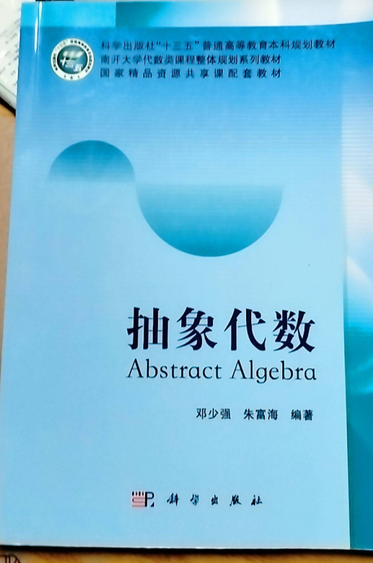 科学出版社"十三五"普通高等教育本科规划教材
南开大学代数类课程整体规划系列教材
国家精品资源共享课配套教材
抽象代数
Abstract Algebra
邓少强 朱富海 编著
科学出版社